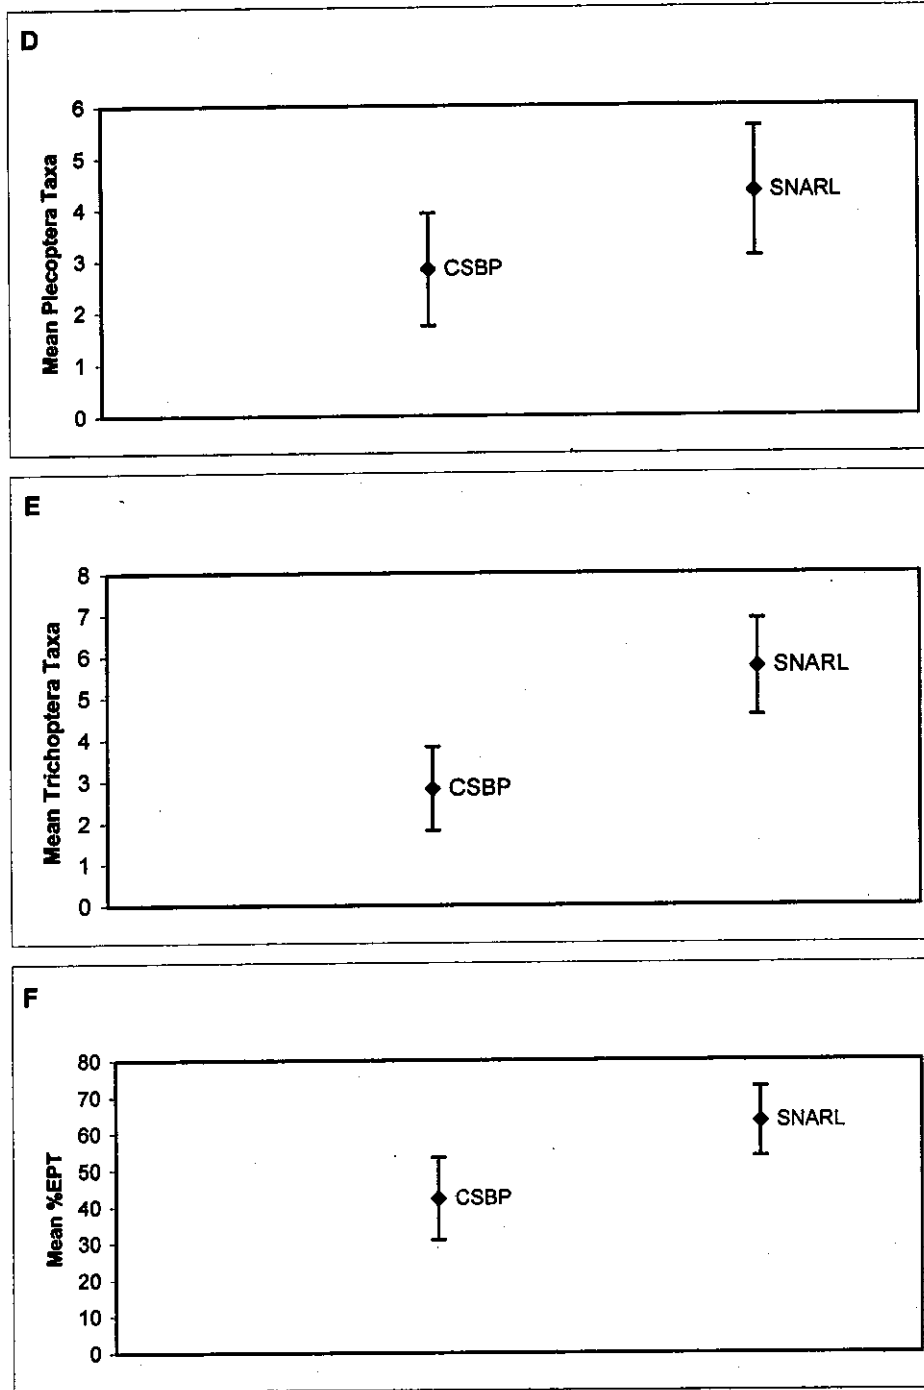 D
Mean Plecoptera Taxa
6
5
4
3
2
1
0
CSBP
SNARL
E
Mean Trichoptera Taxa
8
7
6
5
4
3
2
1
0
CSBP
SNARL
F
Mean %EPT
80
70
60
50
40
30
20
10
0
CSBP
SNARL